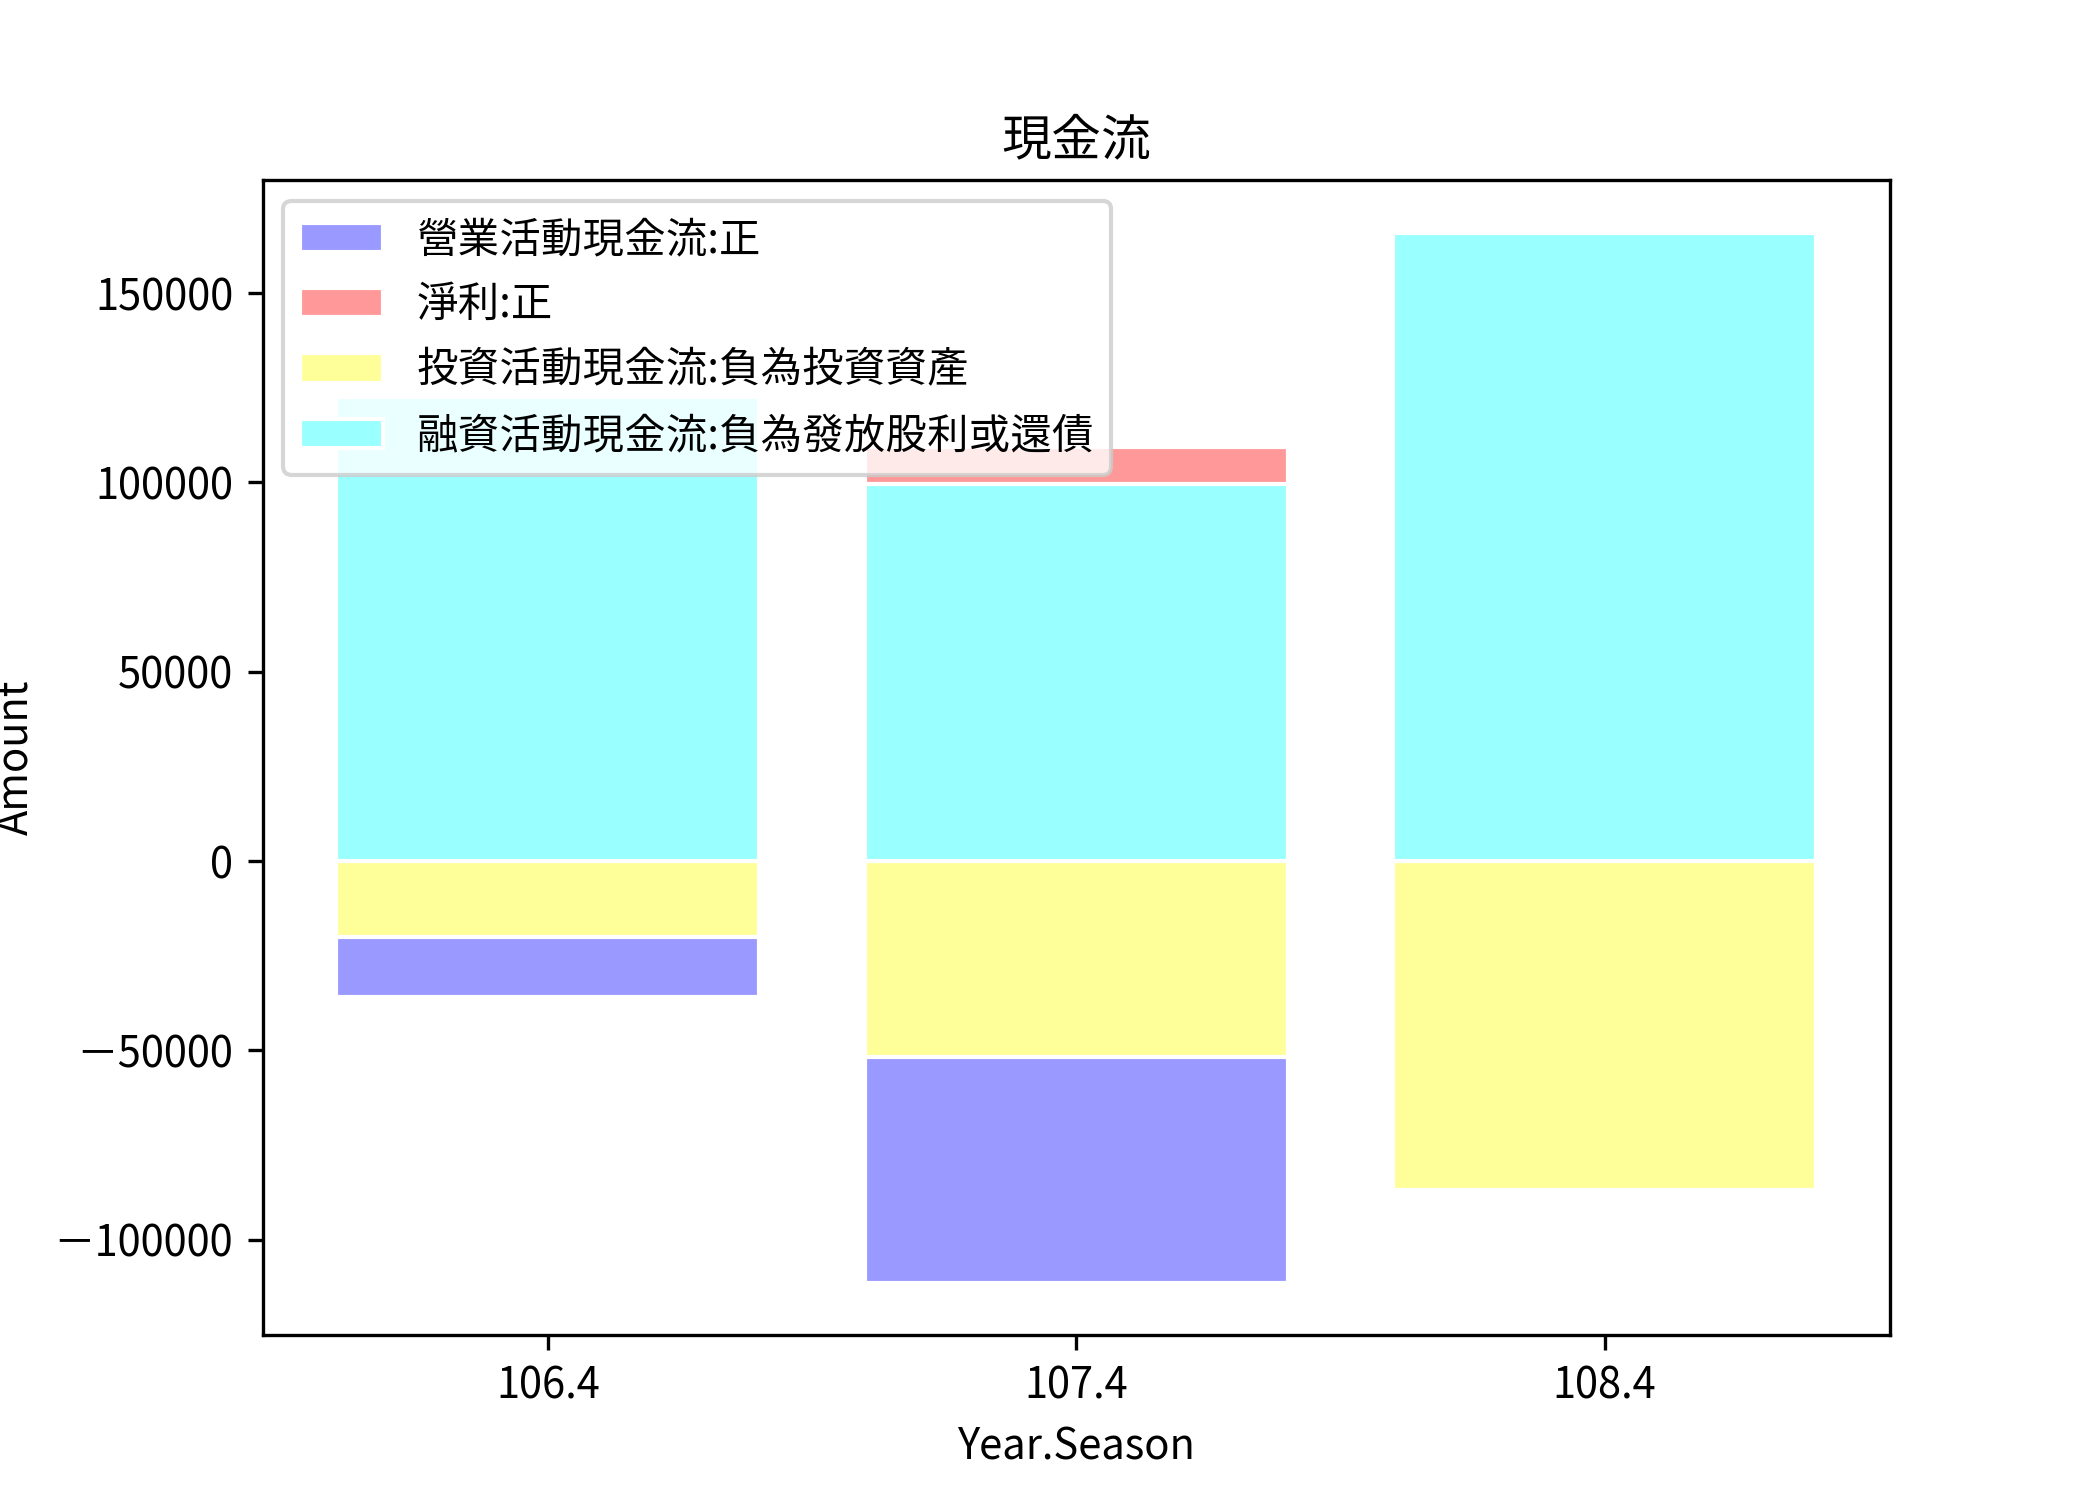 現金流
營業活動現金流:正
淨利:正
投資活動現金流:負為投資資產
融資活動現金流:負為發放股利或還債
150000
100000
50000
0
−50000
−100000
Amount
106.4 107.4 108.4
Year.Season